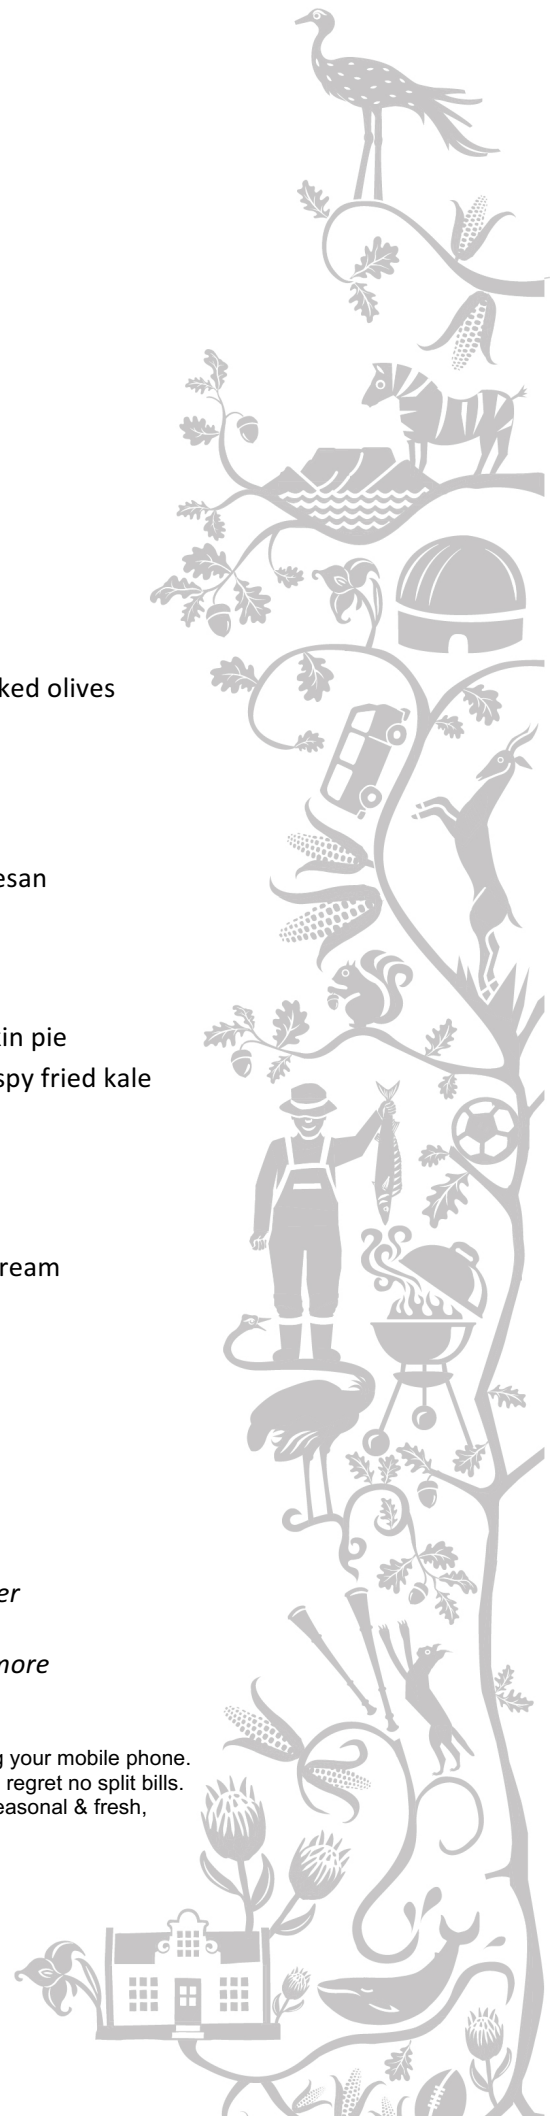 ked olives
esan
in pie
spy fried kale
ream
er
more
g your mobile phone.
regret no split bills.
easonal & fresh,